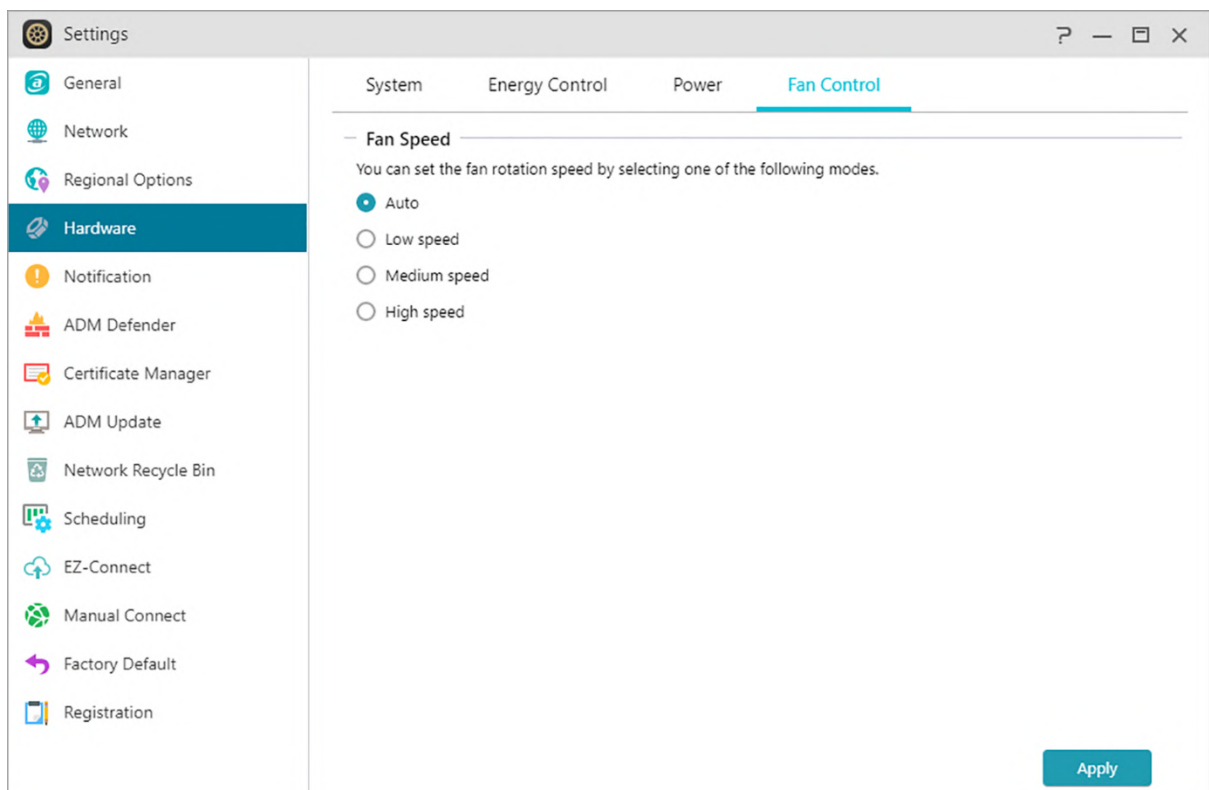 Settings
General
Network
Regional Options
Hardware
Notification
ADM Defender
Certificate Manager
ADM Update
Network Recycle Bin
Scheduling
EZ-Connect
Manual Connect
Factory Default
Registration
System Energy Control Power Fan Control
Fan Speed
You can set the fan rotation speed by selecting one of the following modes.
Auto
Low speed
Medium speed
High speed
Apply